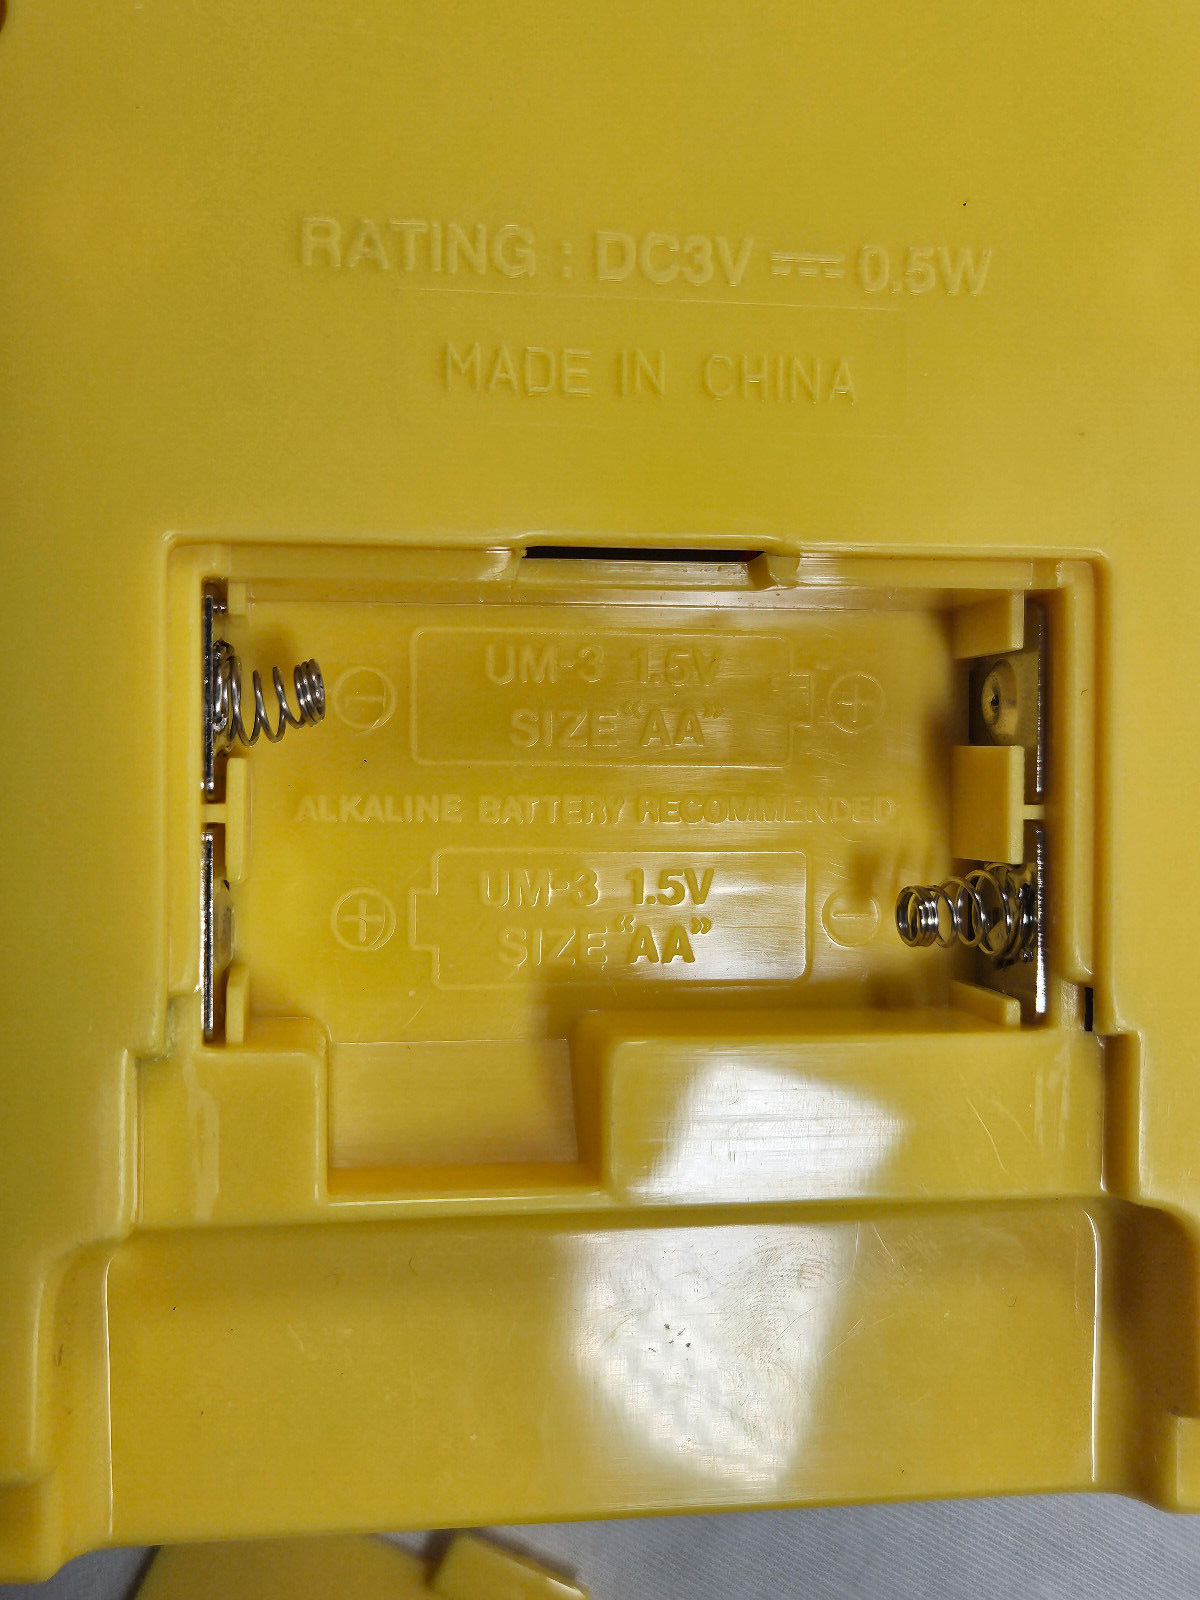 RATING : DC3V ⎓ 0.5W
MADE IN CHINA
UM-3 1.5V
SIZE “AA”
ALKALINE BATTERY RECOMMENDED
UM-3 1.5V
SIZE “AA”